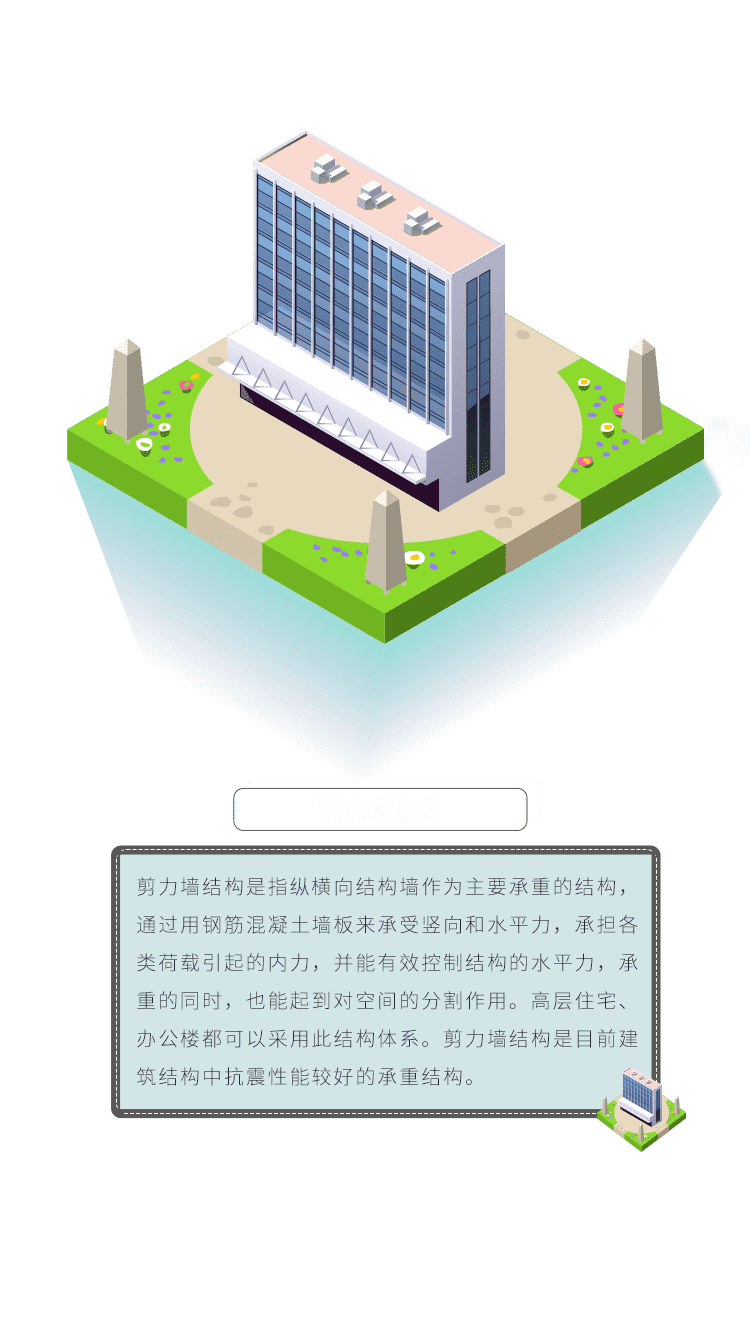 剪力墙结构是指纵横向结构墙作为主要承重的结构，
通过用钢筋混凝土墙板来承受竖向和水平力，承担各
类荷载引起的内力，并能有效控制结构的水平力，承
重的同时，也能起到对空间的分割作用。高层住宅、
办公楼都可以采用此结构体系。剪力墙结构是目前建
筑结构中抗震性能较好的承重结构。